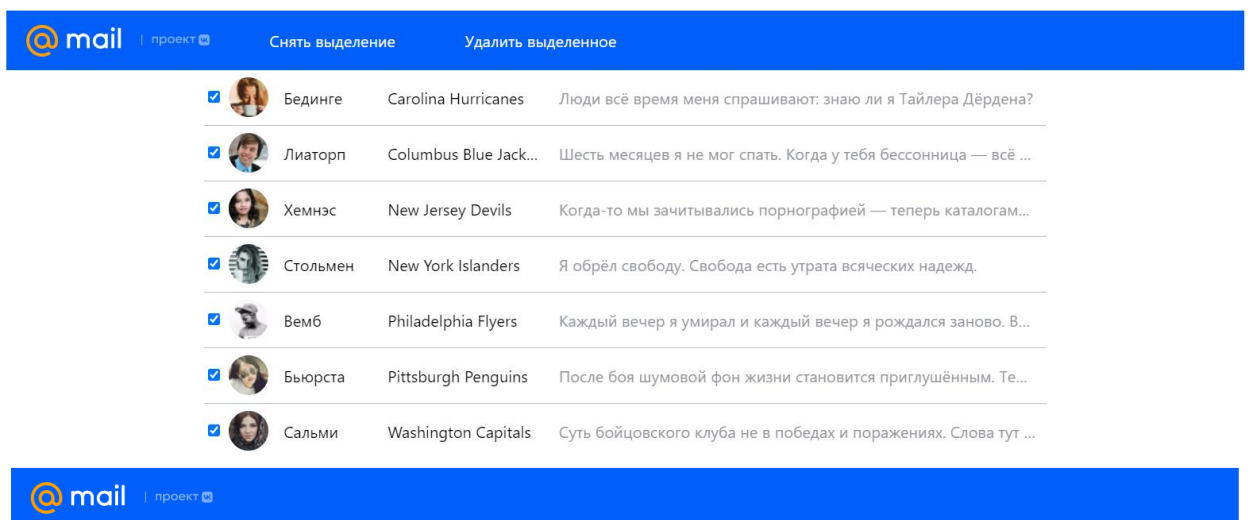 @mail | проект Снять выделение Удалить выделенное
Бединге Carolina Hurricanes Люди всё время меня спрашивают: знаю ли я Тайлера Дёрдена?
Лиаторп Columbus Blue Jack... Шесть месяцев я не мог спать. Когда у тебя бессонница — всё ...
Хемнэс New Jersey Devils Когда-то мы зачитывались порнографией — теперь каталогам...
Стольмен New York Islanders Я обрёл свободу. Свобода есть утрата всяческих надежд.
Вемб Philadelphia Flyers Каждый вечер я умирал и каждый вечер я рождался заново. В...
Бьюрста Pittsburgh Penguins После боя шумовой фон жизни становится приглушённым. Те...
Сальми Washington Capitals Суть бойцовского клуба не в победах и поражениях. Слова тут ...
@mail | проект